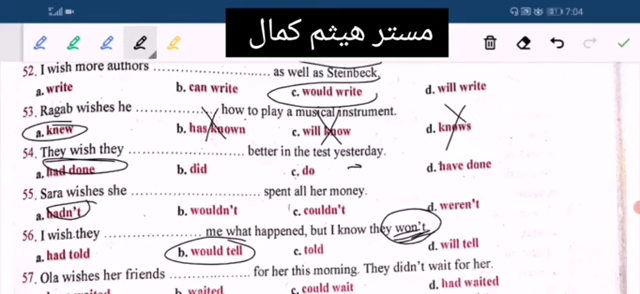 7:04
مستر هيثم كمال
52. I wish more authors ........................ as well as Steinbeck.
a. write b. can write c. would write d. will write
53. Ragab wishes he ........................ how to play a musical instrument.
a. knew b. has known c. will know d. knows
54. They wish they ........................ better in the test yesterday.
a. had done b. did c. do d. have done
55. Sara wishes she ........................ spent all her money.
a. hadn't b. wouldn't c. couldn't d. weren't
56. I wish they ........................ me what happened, but I know they won't.
a. had told b. would tell c. told d. will tell
57. Ola wishes her friends ........................ for her this morning. They didn't wait for her.
b. waited c. could wait d. had waited